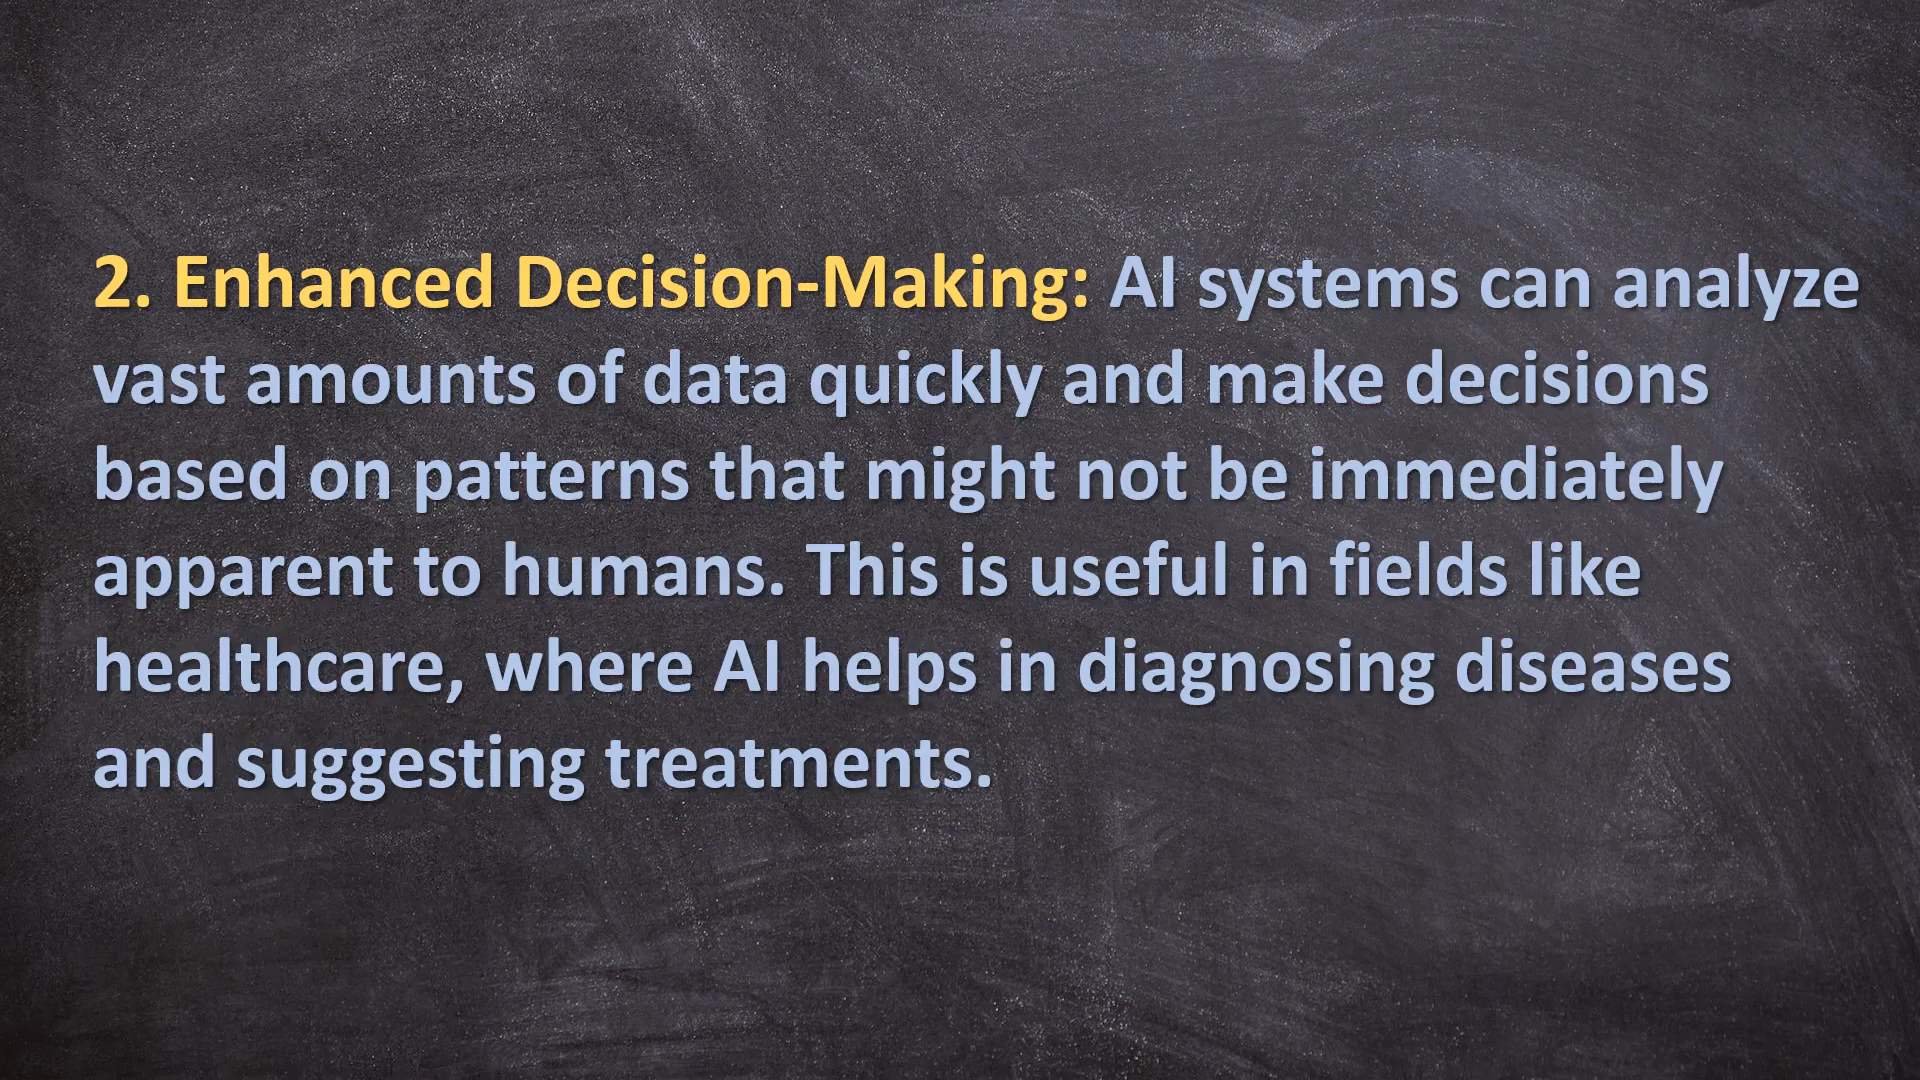 2. Enhanced Decision-Making: AI systems can analyze
vast amounts of data quickly and make decisions
based on patterns that might not be immediately
apparent to humans. This is useful in fields like
healthcare, where AI helps in diagnosing diseases
and suggesting treatments.